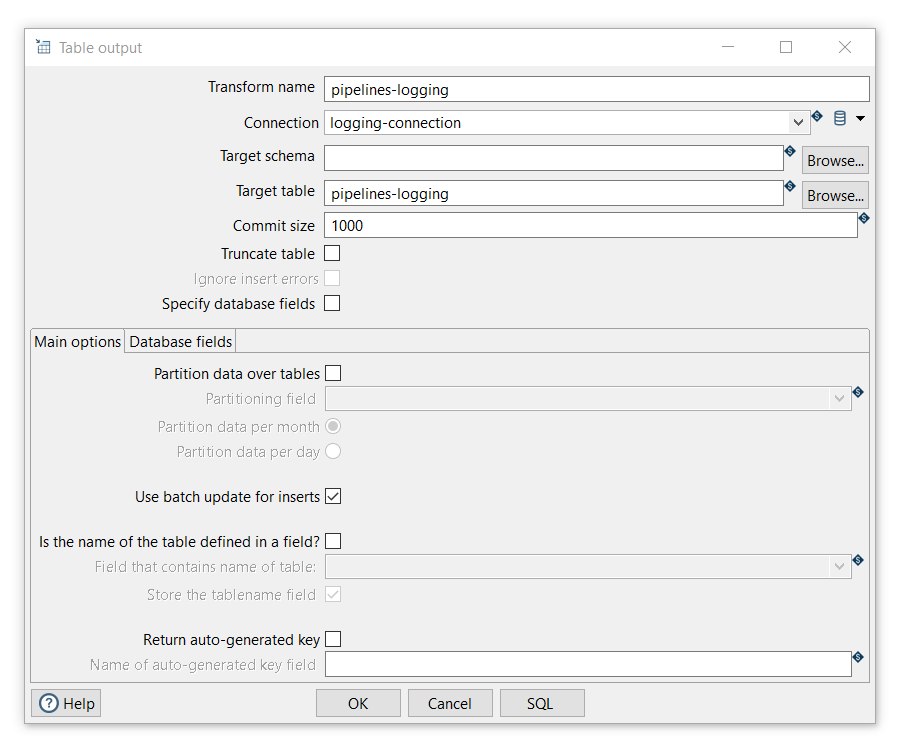 Table output
Transform name pipelines-logging
Connection logging-connection
Target schema Browse...
Target table pipelines-logging Browse...
Commit size 1000
Truncate table
Ignore insert errors
Specify database fields
Main options Database fields
Partition data over tables
Partitioning field
Partition data per month
Partition data per day
Use batch update for inserts
Is the name of the table defined in a field?
Field that contains name of table:
Store the tablename field
Return auto-generated key
Name of auto-generated key field
Help OK Cancel SQL